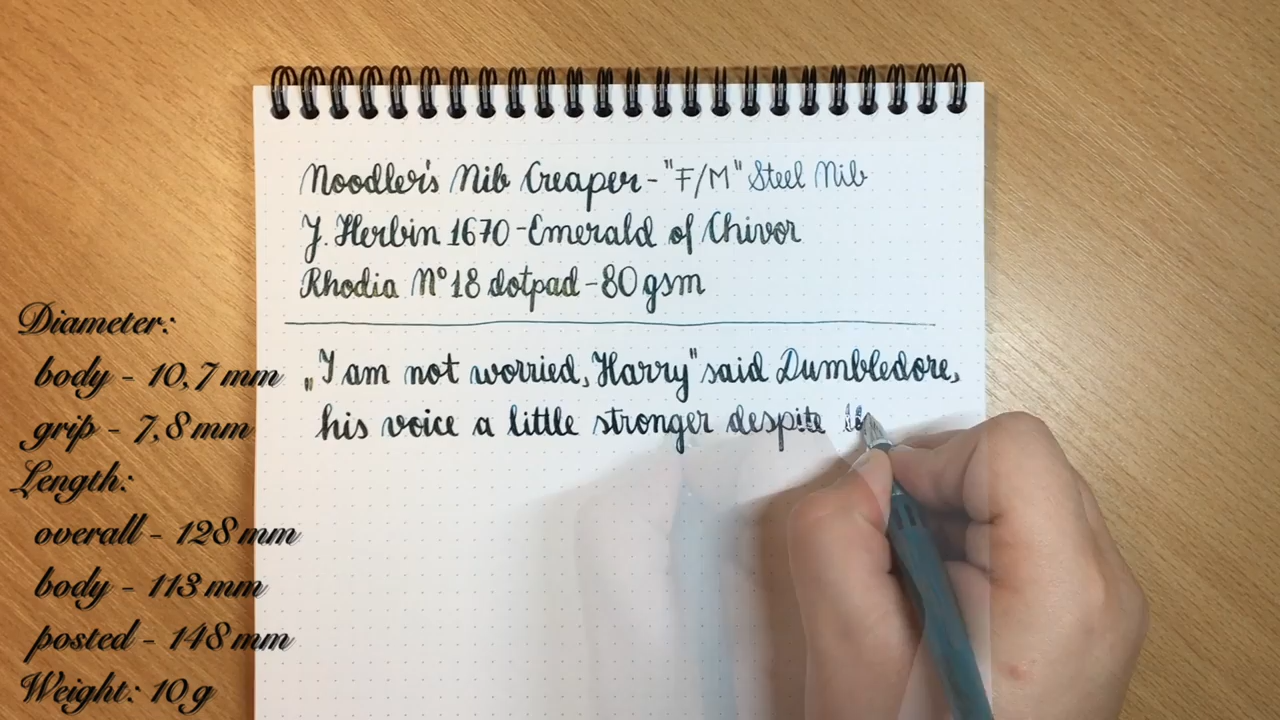 Noodler's Nib Creaper - "F/M" Steel Nib
J. Herbin 1670 - Emerald of Chivor
Rhodia N°18 dotpad - 80 gsm
„I am not worried, Harry" said Dumbledore,
his voice a little stronger despite
Diameter:
body - 10,7 mm
grip - 7,8 mm
Length:
overall - 128 mm
body - 113 mm
posted - 148 mm
Weight: 10 g